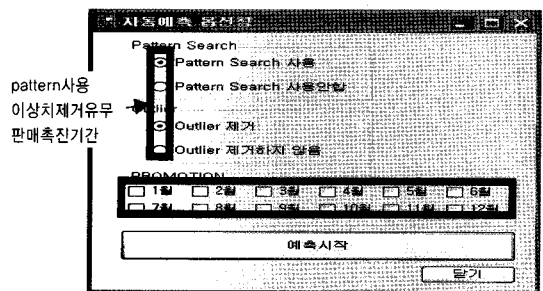 자동예측 옵션설정
Pattern Search
Pattern Search 사용
Pattern Search 사용안함
pattern사용
이상치제거유무
판매촉진기간
Outlier 제거
Outlier 제거하지 않음
PROMOTION
1월 2월 3월 4월 5월 6월
7월 8월 9월 10월 11월 12월
예측시작
닫기